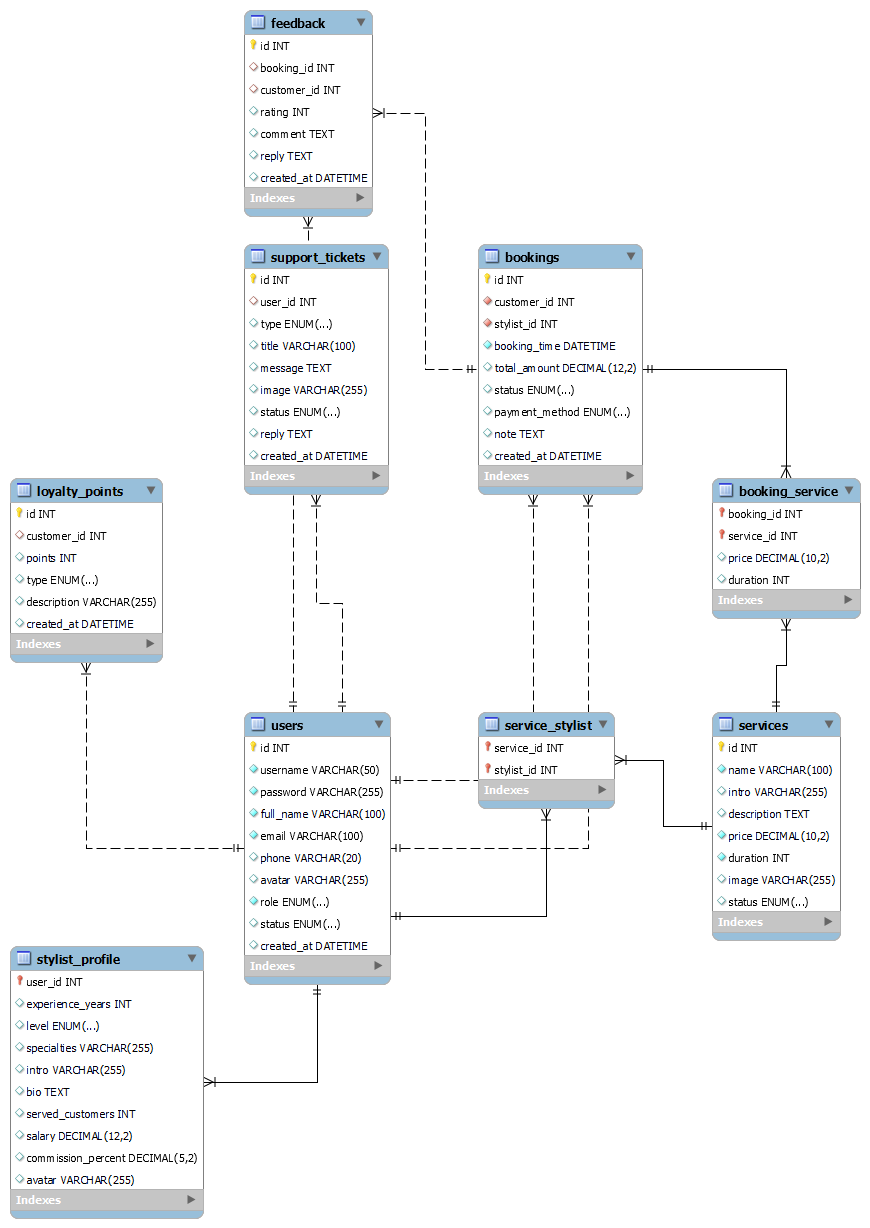 feedback
id INT
booking_id INT
customer_id INT
rating INT
comment TEXT
reply TEXT
created_at DATETIME
Indexes
support_tickets
id INT
user_id INT
type ENUM(...)
title VARCHAR(100)
message TEXT
image VARCHAR(255)
status ENUM(...)
reply TEXT
created_at DATETIME
Indexes
bookings
id INT
customer_id INT
stylist_id INT
booking_time DATETIME
total_amount DECIMAL(12,2)
status ENUM(...)
payment_method ENUM(...)
note TEXT
created_at DATETIME
Indexes
loyalty_points
id INT
customer_id INT
points INT
type ENUM(...)
description VARCHAR(255)
created_at DATETIME
Indexes
booking_service
booking_id INT
service_id INT
price DECIMAL(10,2)
duration INT
Indexes
users
id INT
username VARCHAR(50)
password VARCHAR(255)
full_name VARCHAR(100)
email VARCHAR(100)
phone VARCHAR(20)
avatar VARCHAR(255)
role ENUM(...)
status ENUM(...)
created_at DATETIME
Indexes
service_stylist
service_id INT
stylist_id INT
Indexes
services
id INT
name VARCHAR(100)
intro VARCHAR(255)
description TEXT
price DECIMAL(10,2)
duration INT
image VARCHAR(255)
status ENUM(...)
Indexes
stylist_profile
user_id INT
experience_years INT
level ENUM(...)
specialties VARCHAR(255)
intro VARCHAR(255)
bio TEXT
served_customers INT
salary DECIMAL(12,2)
commission_percent DECIMAL(5,2)
avatar VARCHAR(255)
Indexes